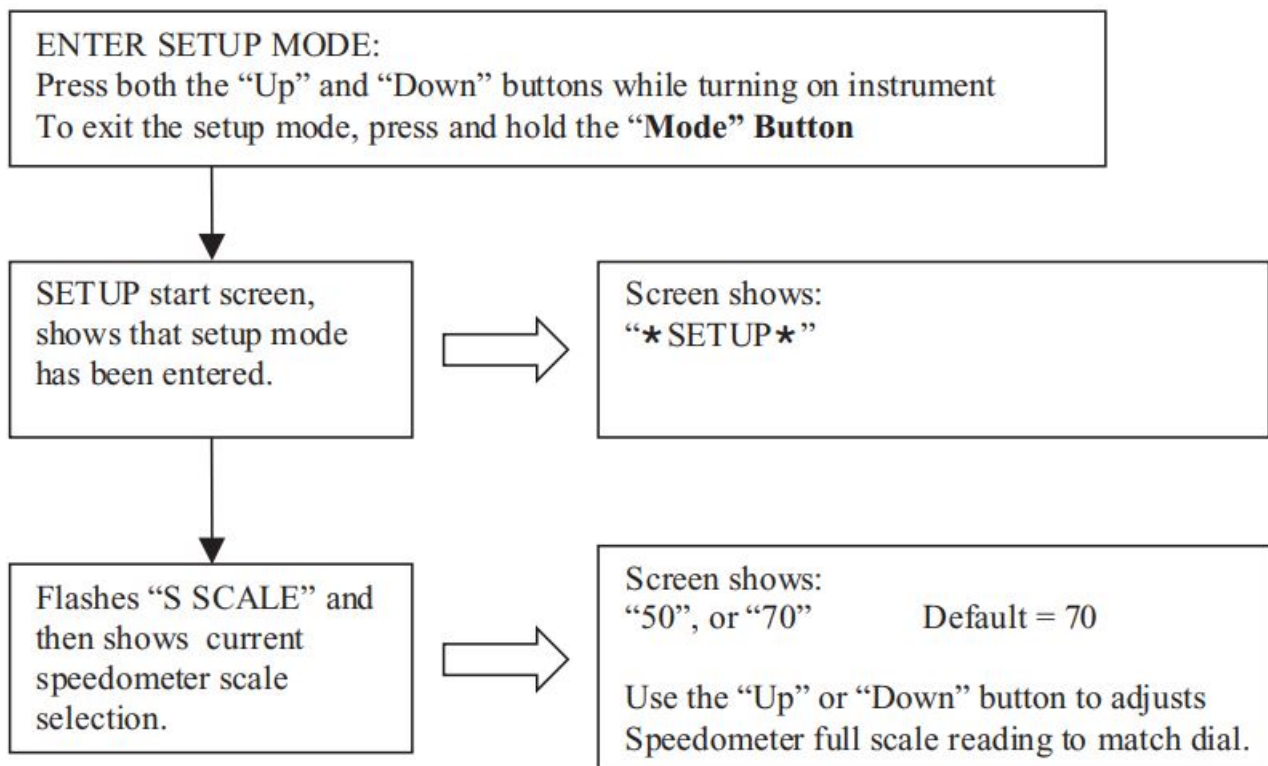 ENTER SETUP MODE:
Press both the “Up” and “Down” buttons while turning on instrument
To exit the setup mode, press and hold the “Mode” Button
SETUP start screen,
shows that setup mode
has been entered.
Screen shows:
“★SETUP★”
Flashes “S SCALE” and
then shows current
speedometer scale
selection.
Screen shows:
“50”, or “70” Default = 70
Use the “Up” or “Down” button to adjusts
Speedometer full scale reading to match dial.